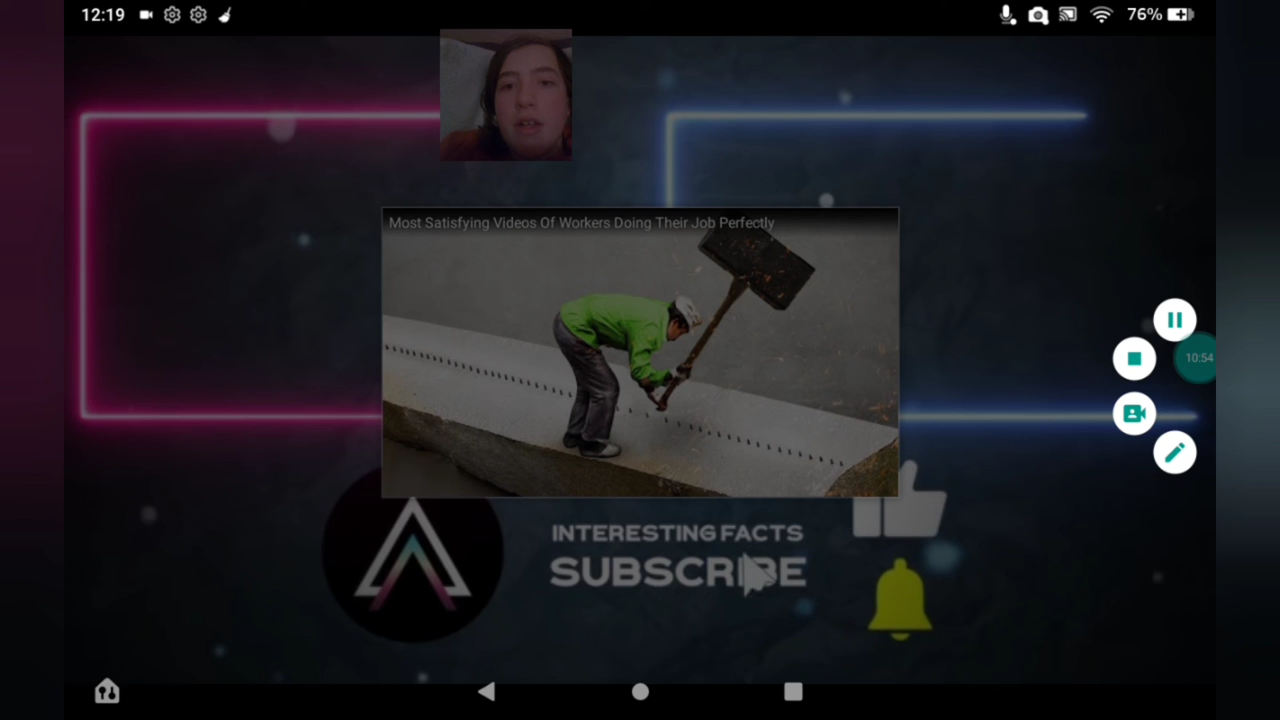 12:19
76%
Most Satisfying Videos Of Workers Doing Their Job Perfectly
10:54
INTERESTING FACTS
SUBSCRIBE